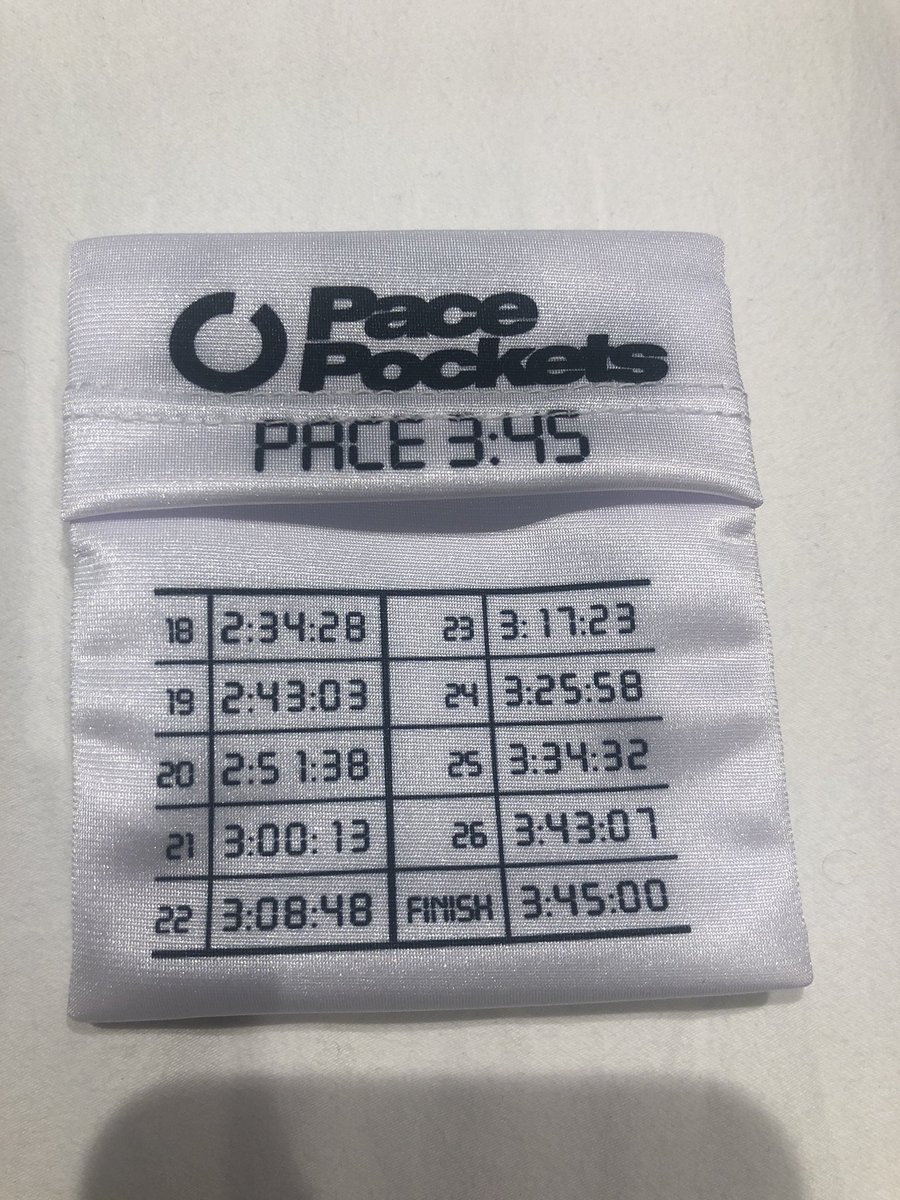 Pace
Pockets
PACE 3:45
18 2:34:28 23 3:17:23
19 2:43:03 24 3:25:58
20 2:51:38 25 3:34:32
21 3:00:13 26 3:43:07
22 3:08:48 FINISH 3:45:00